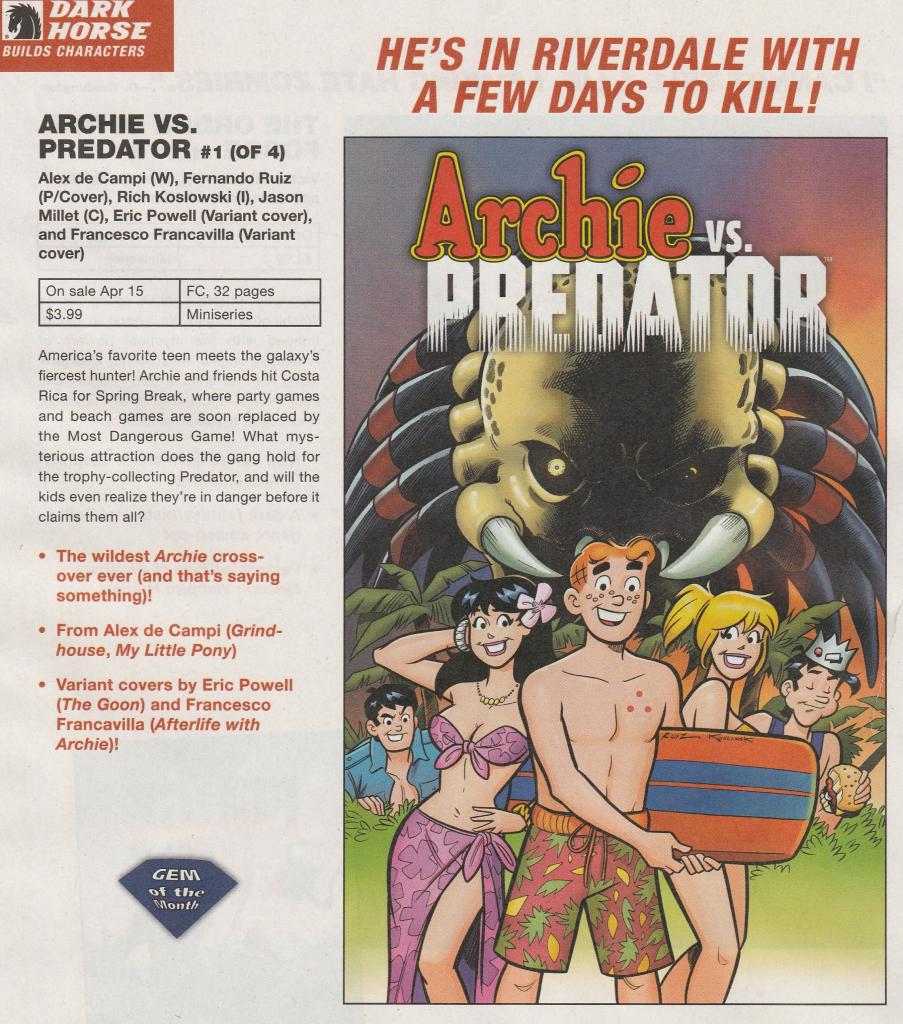 DARK
HORSE
BUILDS CHARACTERS
HE'S IN RIVERDALE WITH
A FEW DAYS TO KILL!
ARCHIE VS.
PREDATOR #1 (OF 4)
Alex de Campi (W), Fernando Ruiz
(P/Cover), Rich Koslowski (I), Jason
Millet (C), Eric Powell (Variant cover),
and Francesco Francavilla (Variant
cover)
On sale Apr 15 FC, 32 pages
$3.99 Miniseries
America's favorite teen meets the galaxy's
fiercest hunter! Archie and friends hit Costa
Rica for Spring Break, where party games
and beach games are soon replaced by
the Most Dangerous Game! What mys-
terious attraction does the gang hold for
the trophy-collecting Predator, and will the
kids even realize they're in danger before it
claims them all?
• The wildest Archie cross-
over ever (and that's saying
something)!
• From Alex de Campi (Grind-
house, My Little Pony)
• Variant covers by Eric Powell
(The Goon) and Francesco
Francavilla (Afterlife with
Archie)!
GEM
of the
Month
Archie VS.
PREDATOR™
RUIZ KOSLOWSKI